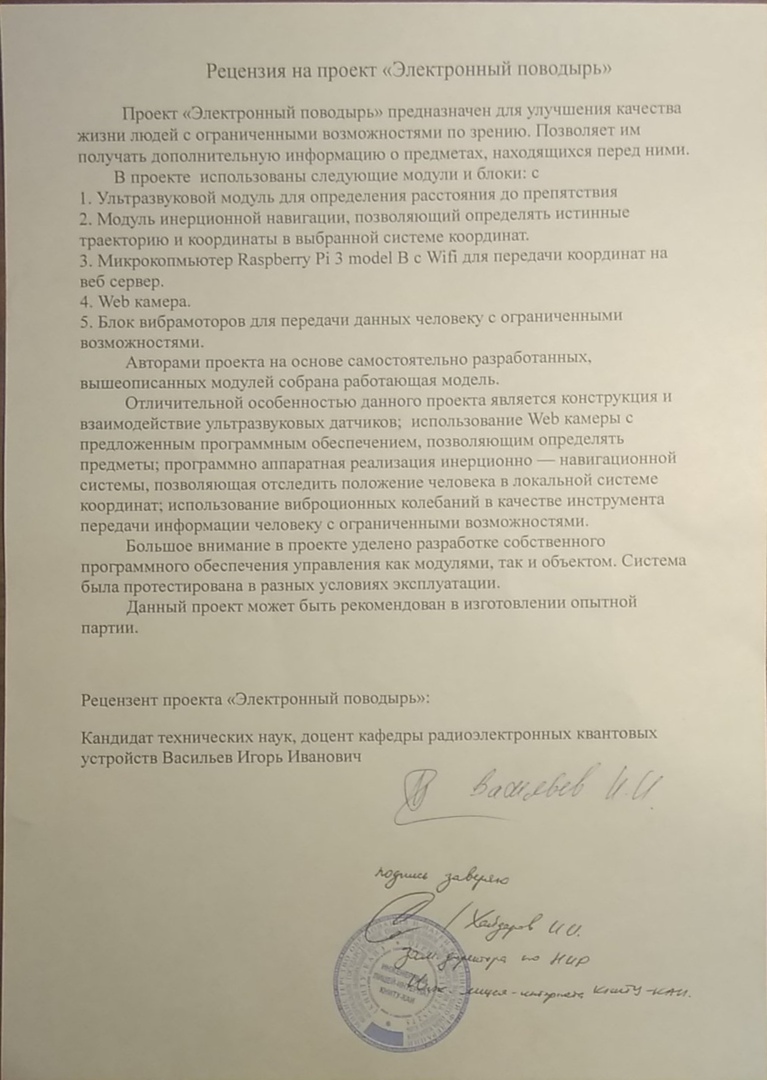 Рецензия на проект «Электронный поводырь»
Проект «Электронный поводырь» предназначен для улучшения качества
жизни людей с ограниченными возможностями по зрению. Позволяет им
получать дополнительную информацию о предметах, находящихся перед ними.
В проекте использованы следующие модули и блоки: с
1. Ультразвуковой модуль для определения расстояния до препятствия
2. Модуль инерционной навигации, позволяющий определять истинные
траекторию и координаты в выбранной системе координат.
3. Микрокопмьютер Raspberry Pi 3 model B с Wifi для передачи координат на
веб сервер.
4. Web камера.
5. Блок вибрамоторов для передачи данных человеку с ограниченными
возможностями.
Авторами проекта на основе самостоятельно разработанных,
вышеописанных модулей собрана работающая модель.
Отличительной особенностью данного проекта является конструкция и
взаимодействие ультразвуковых датчиков; использование Web камеры с
предложенным программным обеспечением, позволяющим определять
предметы; программно аппаратная реализация инерционно — навигационной
системы, позволяющая отследить положение человека в локальной системе
координат; использование виброционных колебаний в качестве инструмента
передачи информации человеку с ограниченными возможностями.
Большое внимание в проекте уделено разработке собственного
программного обеспечения управления как модулями, так и объектом. Система
была протестирована в разных условиях эксплуатации.
Данный проект может быть рекомендован в изготовлении опытной
партии.
Рецензент проекта «Электронный поводырь»:
Кандидат технических наук, доцент кафедры радиоэлектронных квантовых
устройств Васильев Игорь Иванович
Васильев И.И.
подпись заверяю
/ Хайдаров И.О.
зам. директора по НИР
лицея-интерната КНИТУ-КАИ.